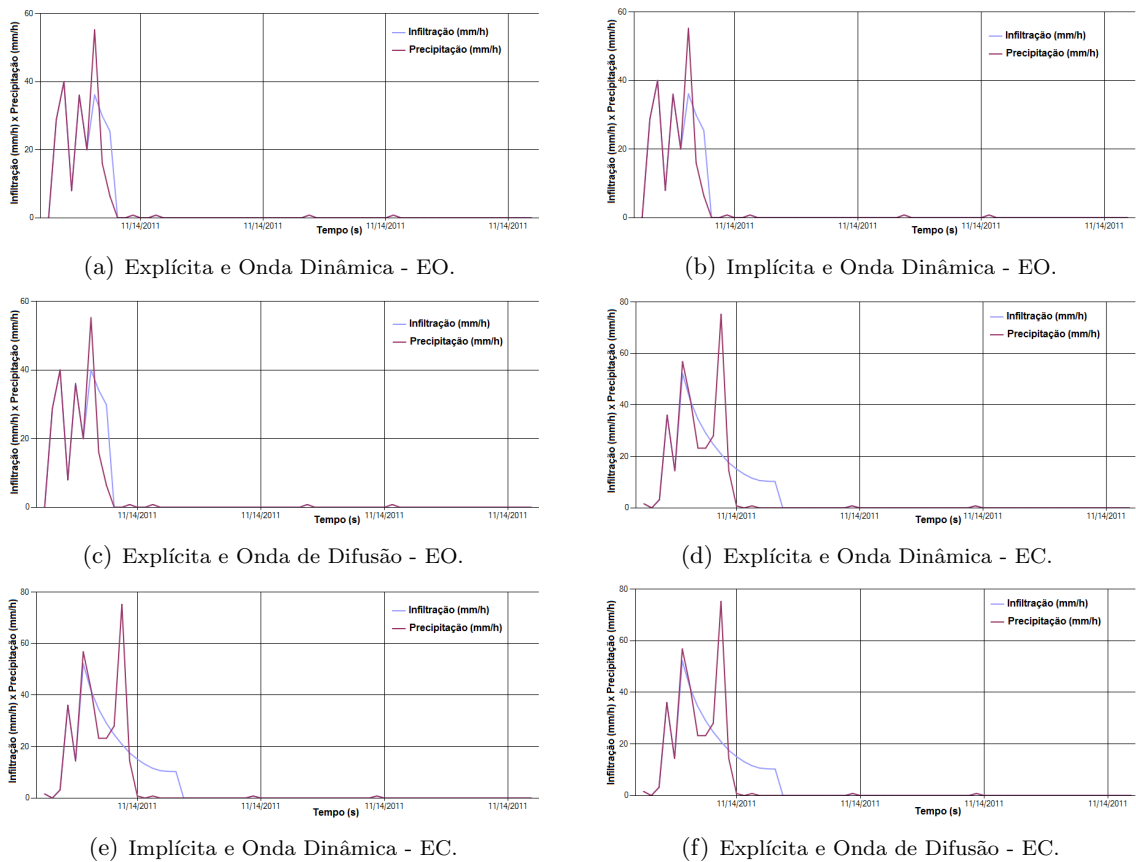 60
40
20
0
Infiltração (mm/h) x Precipitação (mm/h)
Infiltração (mm/h)
Precipitação (mm/h)
11/14/2011
11/14/2011
11/14/2011
11/14/2011
Tempo (s)
(a) Explícita e Onda Dinâmica - EO.
60
40
20
0
Infiltração (mm/h) x Precipitação (mm/h)
Infiltração (mm/h)
Precipitação (mm/h)
11/14/2011
11/14/2011
11/14/2011
11/14/2011
Tempo (s)
(b) Implícita e Onda Dinâmica - EO.
60
40
20
0
Infiltração (mm/h) x Precipitação (mm/h)
Infiltração (mm/h)
Precipitação (mm/h)
11/14/2011
11/14/2011
11/14/2011
11/14/2011
Tempo (s)
(c) Explícita e Onda de Difusão - EO.
80
60
40
20
0
Infiltração (mm/h) x Precipitação (mm/h)
Infiltração (mm/h)
Precipitação (mm/h)
11/14/2011
11/14/2011
11/14/2011
11/14/2011
Tempo (s)
(d) Explícita e Onda Dinâmica - EC.
80
60
40
20
0
Infiltração (mm/h) x Precipitação (mm/h)
Infiltração (mm/h)
Precipitação (mm/h)
11/14/2011
11/14/2011
11/14/2011
11/14/2011
Tempo (s)
(e) Implícita e Onda Dinâmica - EC.
80
60
40
20
0
Infiltração (mm/h) x Precipitação (mm/h)
Infiltração (mm/h)
Precipitação (mm/h)
11/14/2011
11/14/2011
11/14/2011
11/14/2011
Tempo (s)
(f) Explícita e Onda de Difusão - EC.